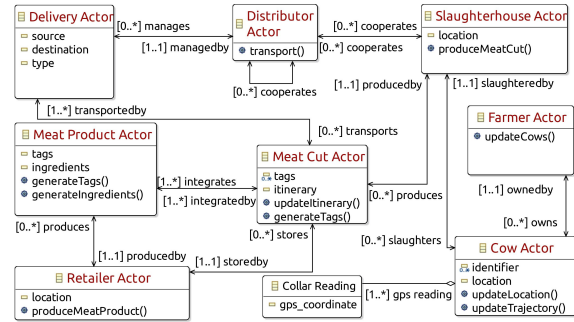 Delivery Actor
source
destination
type
[0..*] manages
[1..1] managedby
Distributor
Actor
transport()
[0..*] cooperates
[0..*] cooperates
[0..*] cooperates
Slaughterhouse Actor
location
produceMeatCut()
[1..1] producedby
[1..1] slaughteredby
[1..*] transportedby
[0..*] transports
Farmer Actor
updateCows()
Meat Product Actor
tags
ingredients
generateTags()
generateIngredients()
[1..*] integrates
[1..*] integratedby
Meat Cut Actor
tags
itinerary
updateItinerary()
generateTags()
[0..*] produces
[1..1] ownedby
[0..*] owns
[0..*] produces
[1..1] producedby
[0..*] stores
[1..1] storedby
[0..*] slaughters
Retailer Actor
location
produceMeatProduct()
Collar Reading
gps_coordinate
[1..*] gps reading
Cow Actor
identifier
location
updateLocation()
updateTrajectory()